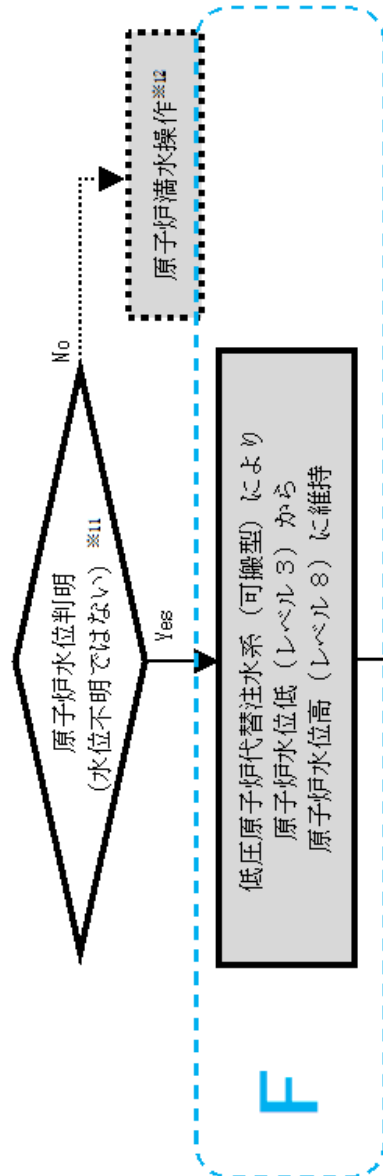 原子炉水位判明
(水位不明ではない)※11
No
Yes
原子炉満水操作※12
F
低圧原子炉代替注水系（可搬型）により
原子炉水位低（レベル３）から
原子炉水位高（レベル８）に維持